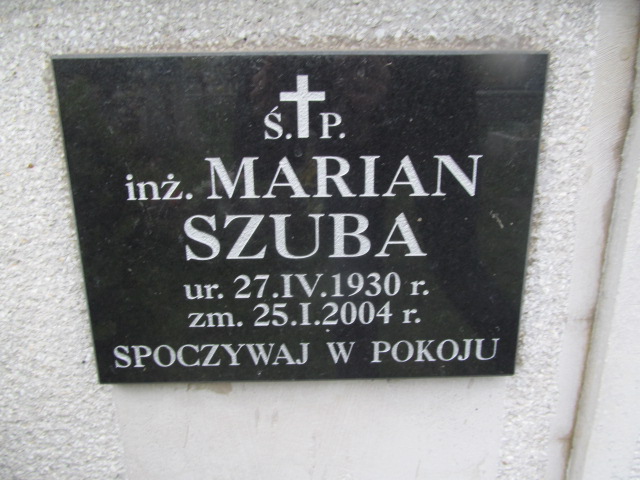 Ś. P.
inż. MARIAN
SZUBA
ur. 27.IV.1930 r.
zm. 25.I.2004 r.
SPOCZYWAJ W POKOJU